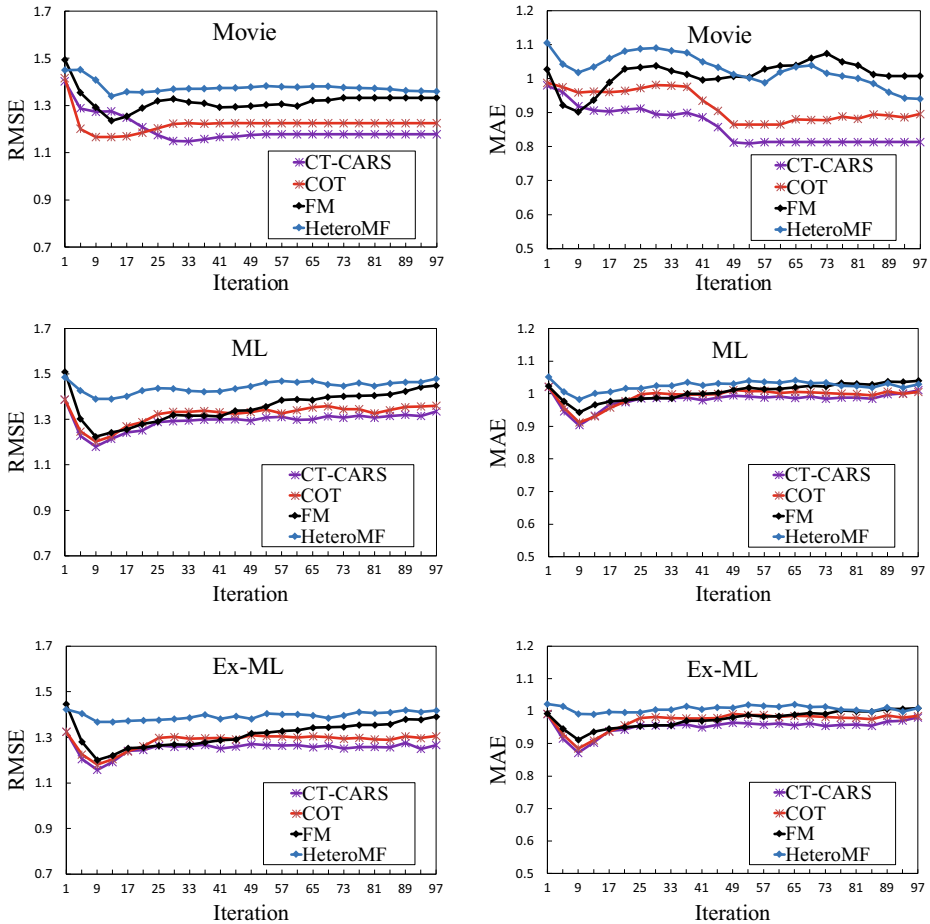 Movie
RMSE
1.7
1.5
1.3
1.1
0.9
0.7
CT-CARS
COT
FM
HeteroMF
1 9 17 25 33 41 49 57 65 73 81 89 97
Iteration
Movie
MAE
1.2
1.1
1
0.9
0.8
0.7
0.6
0.5
CT-CARS
COT
FM
HeteroMF
1 9 17 25 33 41 49 57 65 73 81 89 97
Iteration
ML
RMSE
1.7
1.5
1.3
1.1
0.9
0.7
CT-CARS
COT
FM
HeteroMF
1 9 17 25 33 41 49 57 65 73 81 89 97
Iteration
ML
MAE
1.2
1.1
1
0.9
0.8
0.7
0.6
0.5
CT-CARS
COT
FM
HeteroMF
1 9 17 25 33 41 49 57 65 73 81 89 97
Iteration
Ex-ML
RMSE
1.7
1.5
1.3
1.1
0.9
0.7
CT-CARS
COT
FM
HeteroMF
1 9 17 25 33 41 49 57 65 73 81 89 97
Iteration
Ex-ML
MAE
1.2
1.1
1
0.9
0.8
0.7
0.6
0.5
CT-CARS
COT
FM
HeteroMF
1 9 17 25 33 41 49 57 65 73 81 89 97
Iteration